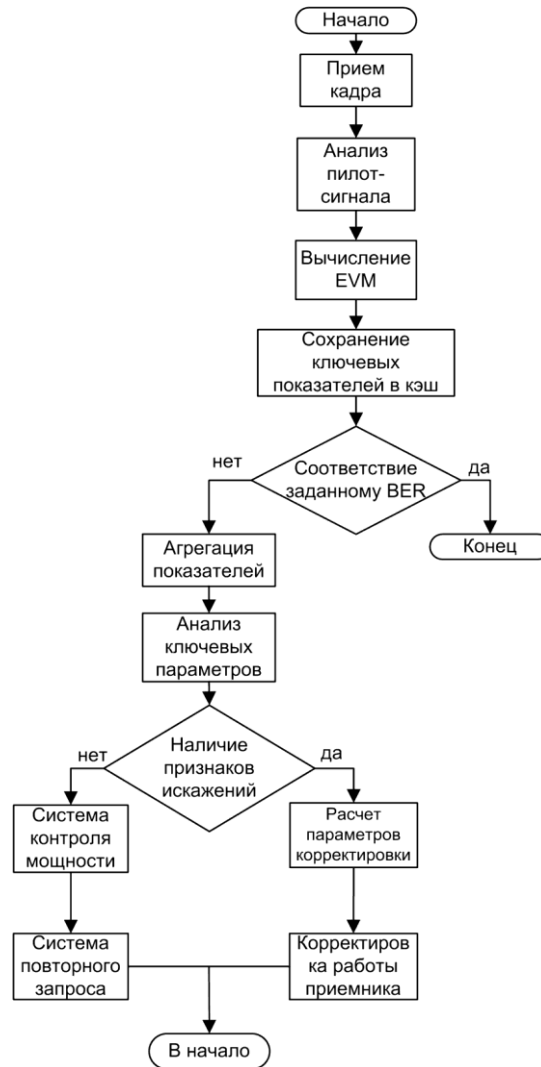 Начало
Прием
кадра
Анализ
пилот-
сигнала
Вычисление
EVM
Сохранение
ключевых
показателей в кэш
Соответствие
заданному BER
нет
да
Агрегация
показателей
Конец
Анализ
ключевых
параметров
Наличие
признаков
искажений
нет
да
Система
контроля
мощности
Расчет
параметров
корректировки
Система
повторного
запроса
Корректиров
ка работы
приемника
В начало